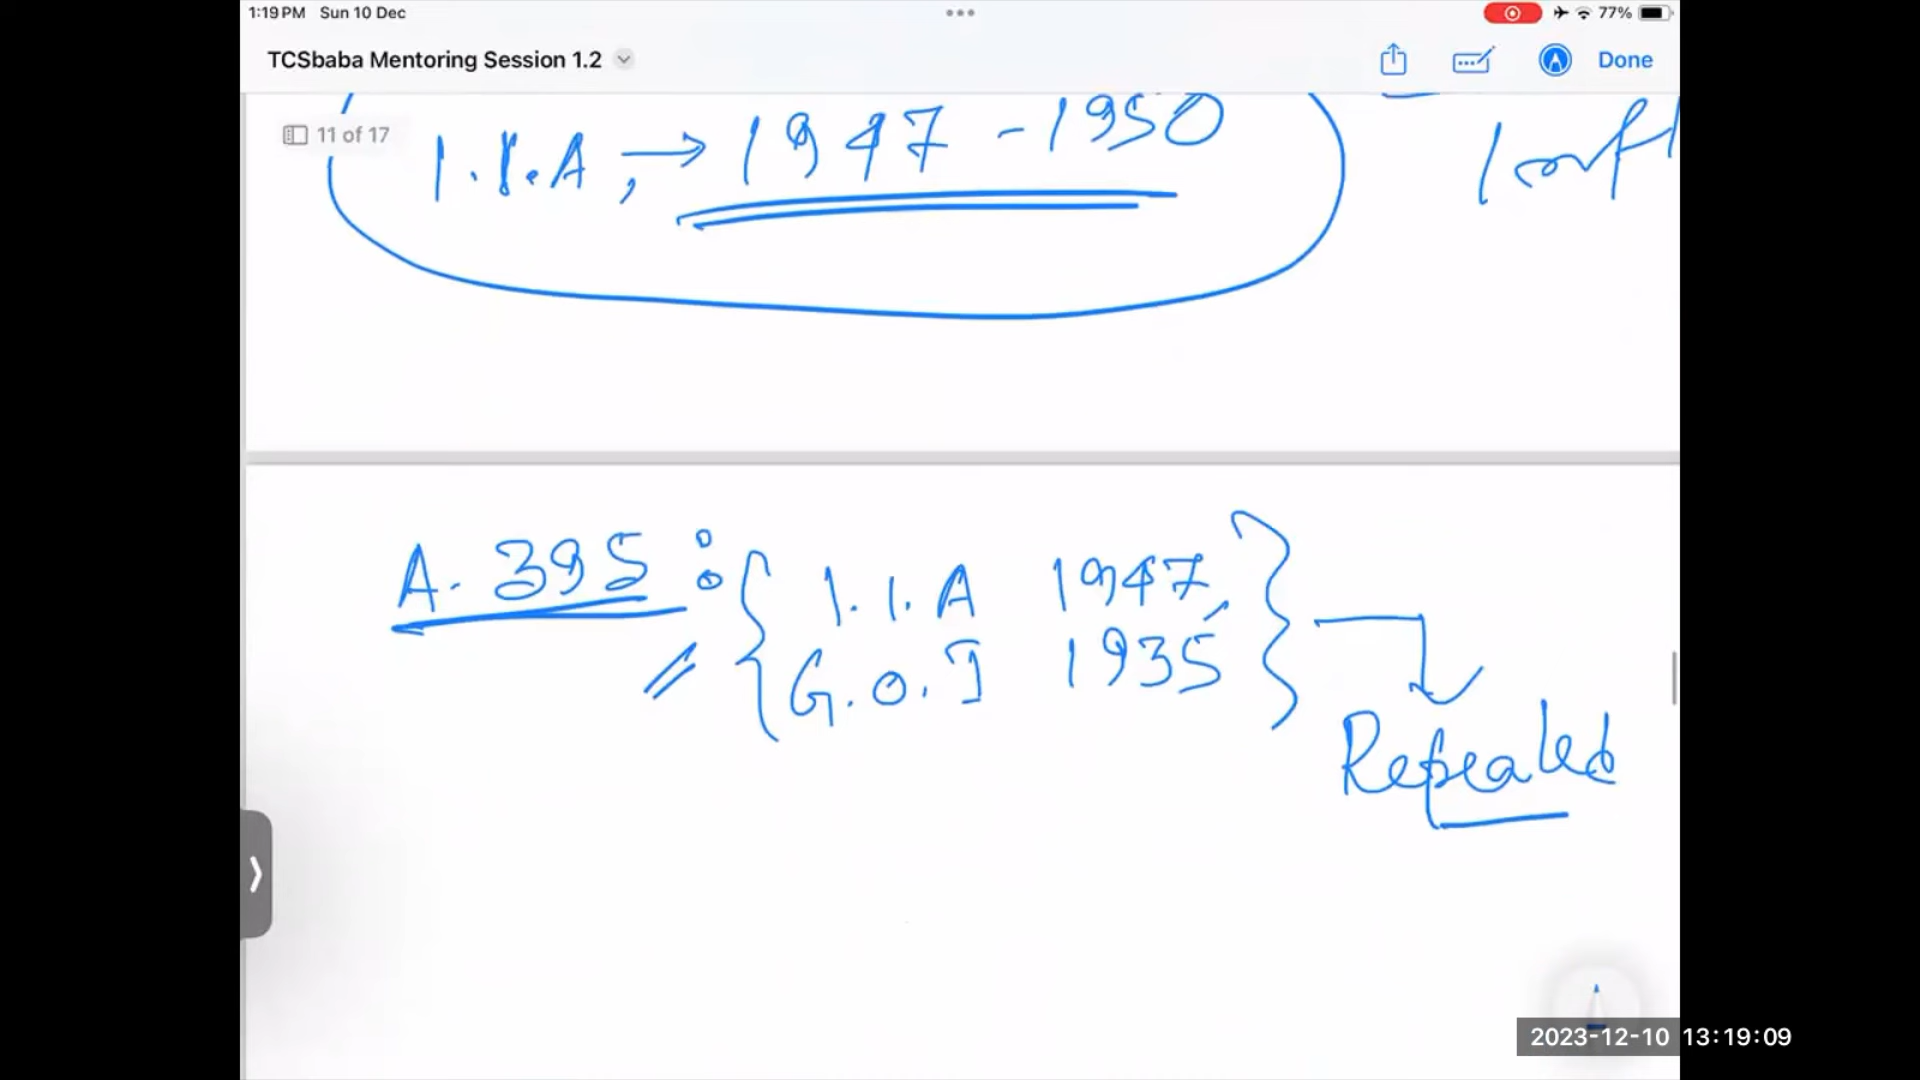 1:19 PM Sun 10 Dec
77%
TCSbaba Mentoring Session 1.2
Done
11 of 17
I.I.A, → 1947 - 1950
A. 395 : { I.I.A 1947,
G.O.I 1935 }
Repealed
2023-12-10 13:19:09